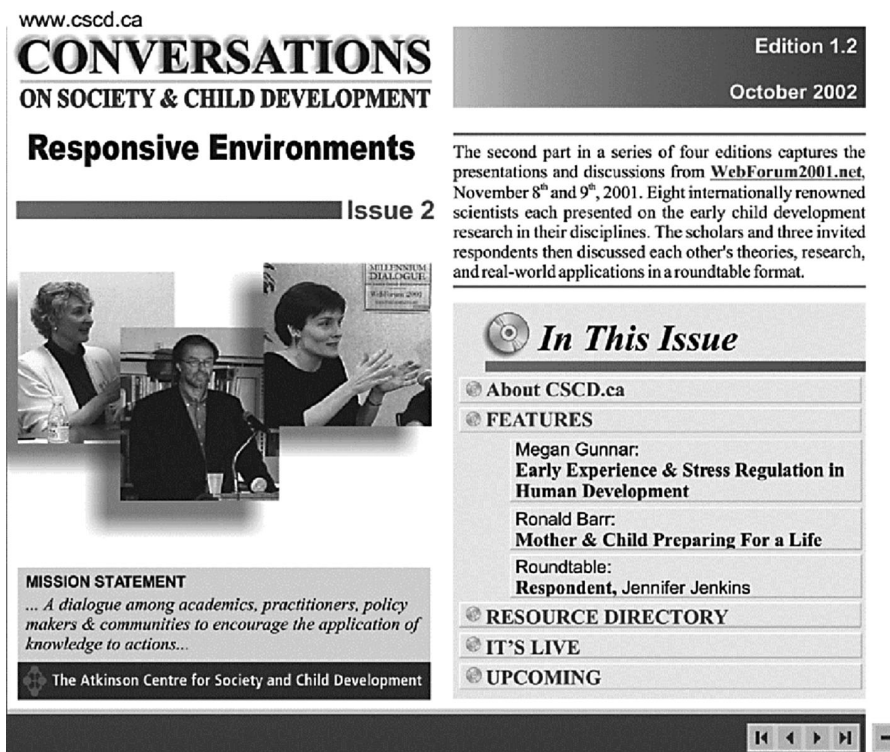 www.cscd.ca
CONVERSATIONS
ON SOCIETY & CHILD DEVELOPMENT
Responsive Environments
Issue 2
MILLENNIUM
DIALOGUE
WebForum 2001
MISSION STATEMENT
... A dialogue among academics, practitioners, policy
makers & communities to encourage the application of
knowledge to actions...
The Atkinson Centre for Society and Child Development
Edition 1.2
October 2002
The second part in a series of four editions captures the
presentations and discussions from WebForum2001.net,
November 8th and 9th, 2001. Eight internationally renowned
scientists each presented on the early child development
research in their disciplines. The scholars and three invited
respondents then discussed each other's theories, research,
and real-world applications in a roundtable format.
In This Issue
About CSCD.ca
FEATURES
Megan Gunnar:
Early Experience & Stress Regulation in
Human Development
Ronald Barr:
Mother & Child Preparing For a Life
Roundtable:
Respondent, Jennifer Jenkins
RESOURCE DIRECTORY
IT'S LIVE
UPCOMING